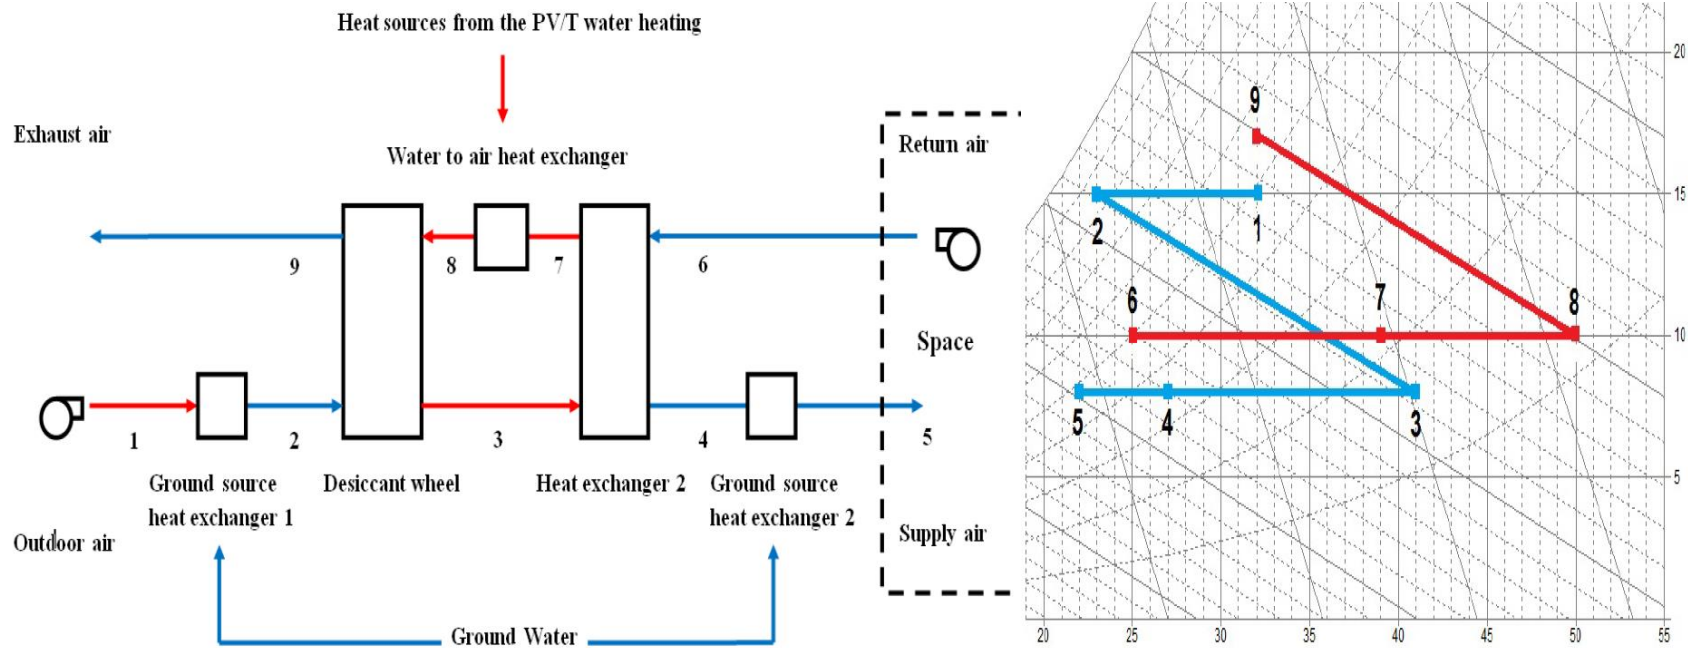 Heat sources from the PV/T water heating
Exhaust air
Water to air heat exchanger
Return air
9
8
7
6
Space
1
2
3
4
5
Ground source
heat exchanger 1
Desiccant wheel
Heat exchanger 2
Ground source
heat exchanger 2
Outdoor air
Supply air
Ground Water
20
9
15
2
1
6
7
8
10
5
4
3
5
20
25
30
35
40
45
50
55